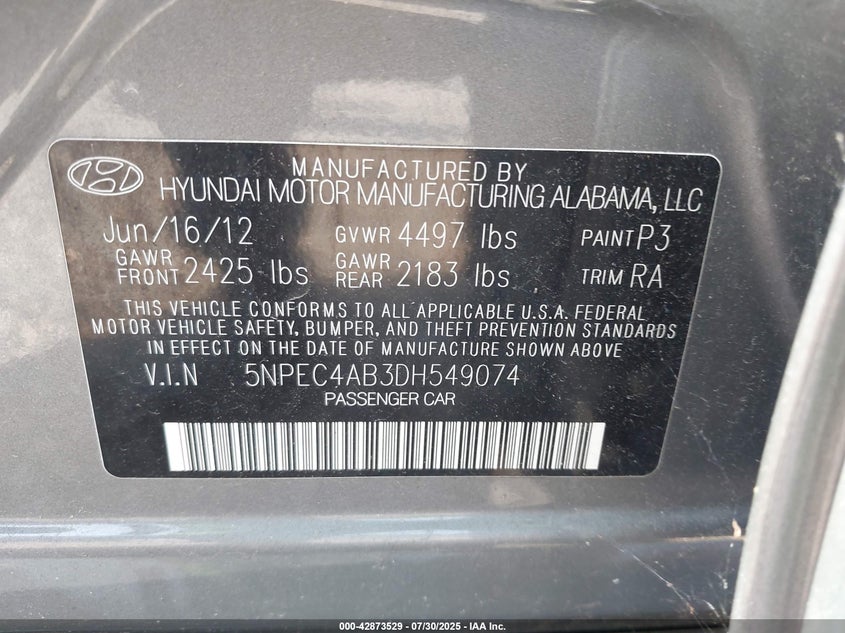 MANUFACTURED BY
HYUNDAI MOTOR MANUFACTURING ALABAMA, LLC
Jun/16/12 GVWR 4497 lbs PAINT P3
GAWR FRONT 2425 lbs GAWR REAR 2183 lbs TRIM RA
THIS VEHICLE CONFORMS TO ALL APPLICABLE U.S.A. FEDERAL
MOTOR VEHICLE SAFETY, BUMPER, AND THEFT PREVENTION STANDARDS
IN EFFECT ON THE DATE OF MANUFACTURE SHOWN ABOVE
V.I.N 5NPEC4AB3DH549074
PASSENGER CAR
000-42873529 - 07/30/2025 - IAA Inc.